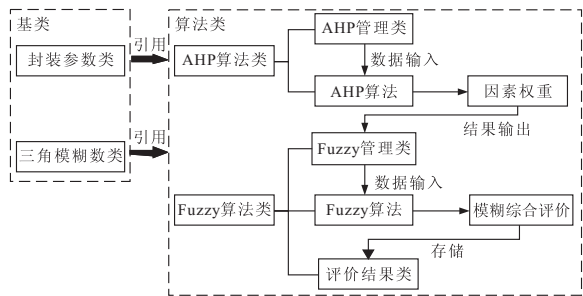 基类
算法类
AHP管理类
引用
数据输入
封装参数类
AHP算法类
AHP算法
因素权重
结果输出
引用
Fuzzy管理类
三角模糊数类
数据输入
Fuzzy算法类
Fuzzy算法
模糊综合评价
存储
评价结果类